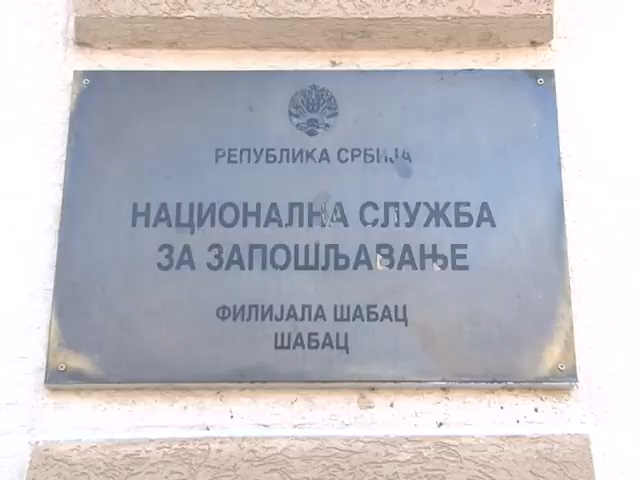 РЕПУБЛИКА СРБИЈА
НАЦИОНАЛНА СЛУЖБА
ЗА ЗАПОШЉАВАЊЕ
ФИЛИЈАЛА ШАБАЦ
ШАБАЦ